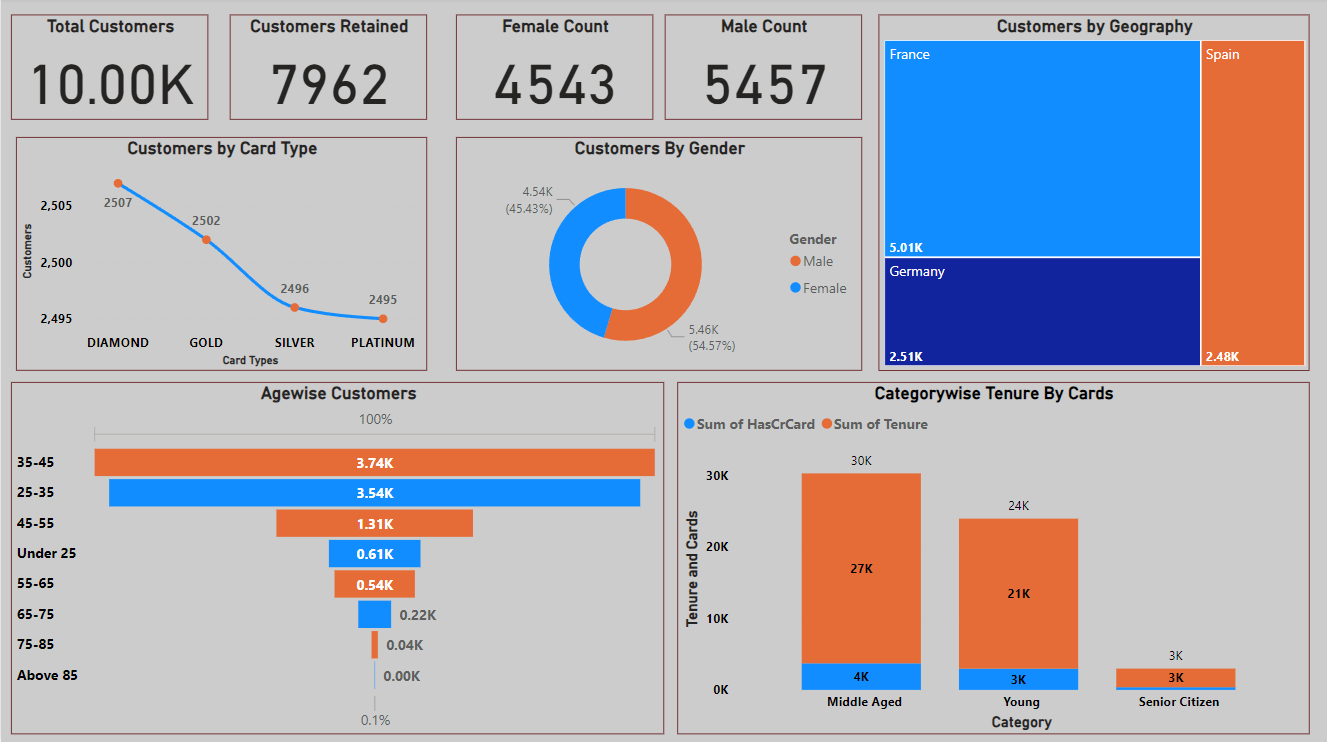 Total Customers
10.00K
Customers Retained
7962
Female Count
4543
Male Count
5457
Customers by Geography
France
5.01K
Germany
2.51K
Spain
2.48K
Customers by Card Type
Customers
2,505
2,500
2,495
2507
2502
2496
2495
DIAMOND GOLD SILVER PLATINUM
Card Types
Customers By Gender
4.54K
(45.43%)
5.46K
(54.57%)
Gender
Male
Female
Agewise Customers
100%
35-45 3.74K
25-35 3.54K
45-55 1.31K
Under 25 0.61K
55-65 0.54K
65-75 0.22K
75-85 0.04K
Above 85 0.00K
0.1%
Categorywise Tenure By Cards
Sum of HasCrCard Sum of Tenure
Tenure and Cards
30K
20K
10K
0K
30K
27K
4K
24K
21K
3K
3K
3K
Middle Aged Young Senior Citizen
Category